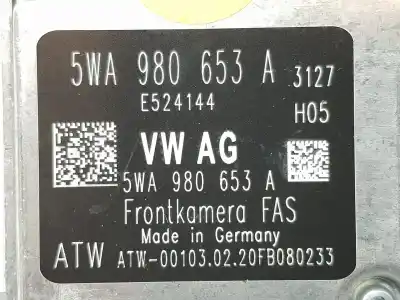 5WA 980 653 A 3127
E524144 H05
VW AG
5WA 980 653 A
Frontkamera FAS
Made in Germany
ATW ATW-00103.02.20FB080233